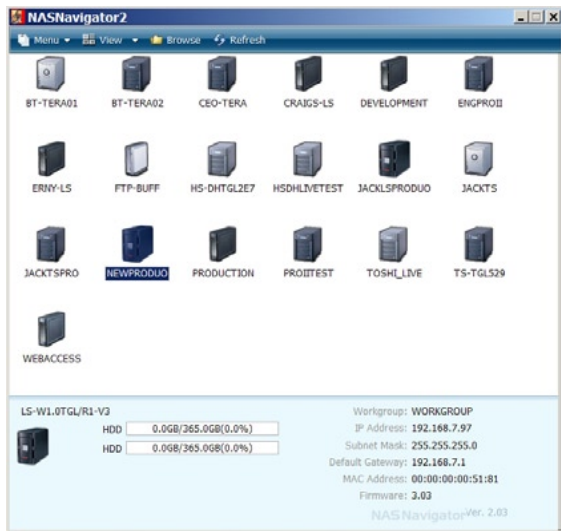 NASNavigator2
Menu View Browse Refresh
BT-TERA01 BT-TERA02 CEO-TERA CRAIGS-LS DEVELOPMENT ENGPROII
ERNY-LS FTP-BUFF HS-DHTGL2E7 HSDHLIVETEST JACKLSPRODUO JACKTS
JACKTSPRO NEWPRODUO PRODUCTION PROIITEST TOSHI_LIVE TS-TGL529
WEBACCESS
LS-W1.0TGL/R1-V3
HDD 0.0GB/365.0GB(0.0%)
HDD 0.0GB/365.0GB(0.0%)
Workgroup: WORKGROUP
IP Address: 192.168.7.97
Subnet Mask: 255.255.255.0
Default Gateway: 192.168.7.1
MAC Address: 00:00:00:00:51:81
Firmware: 3.03
NASNavigator Ver. 2.03